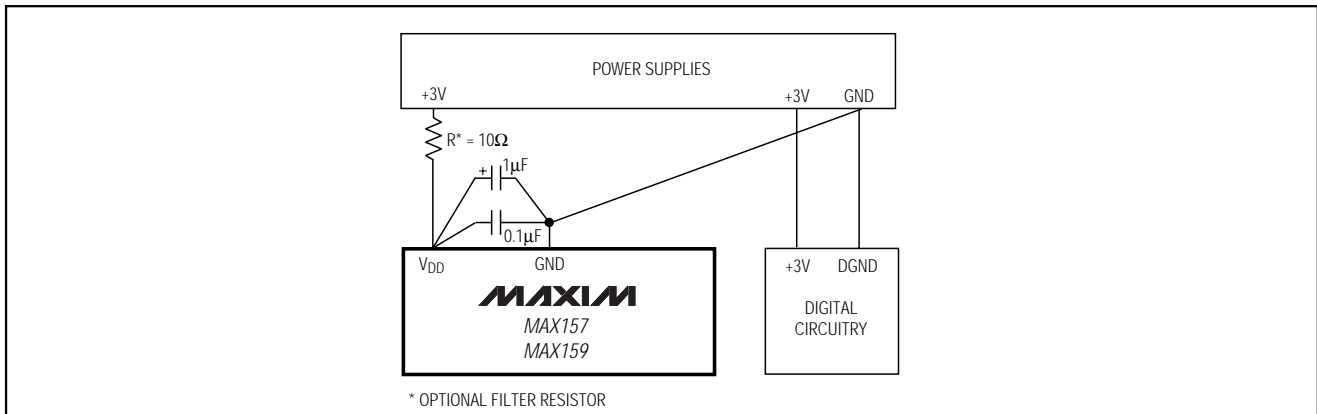 POWER SUPPLIES
+3V +3V GND
R* = 10Ω
+ 1µF
0.1µF
VDD GND
MAXIM
MAX157
MAX159
+3V DGND
DIGITAL
CIRCUITRY
* OPTIONAL FILTER RESISTOR